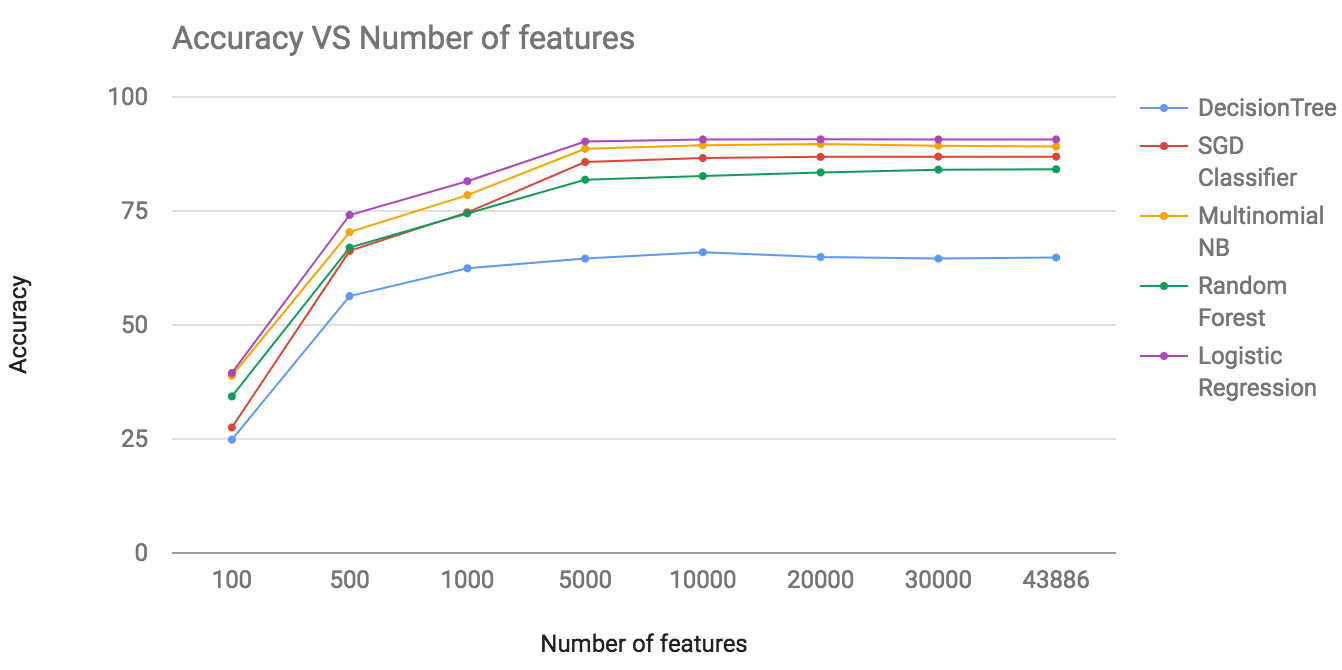 Accuracy VS Number of features
100
75
50
25
0
Accuracy
100 500 1000 5000 10000 20000 30000 43886
Number of features
DecisionTree
SGD
Classifier
Multinomial
NB
Random
Forest
Logistic
Regression